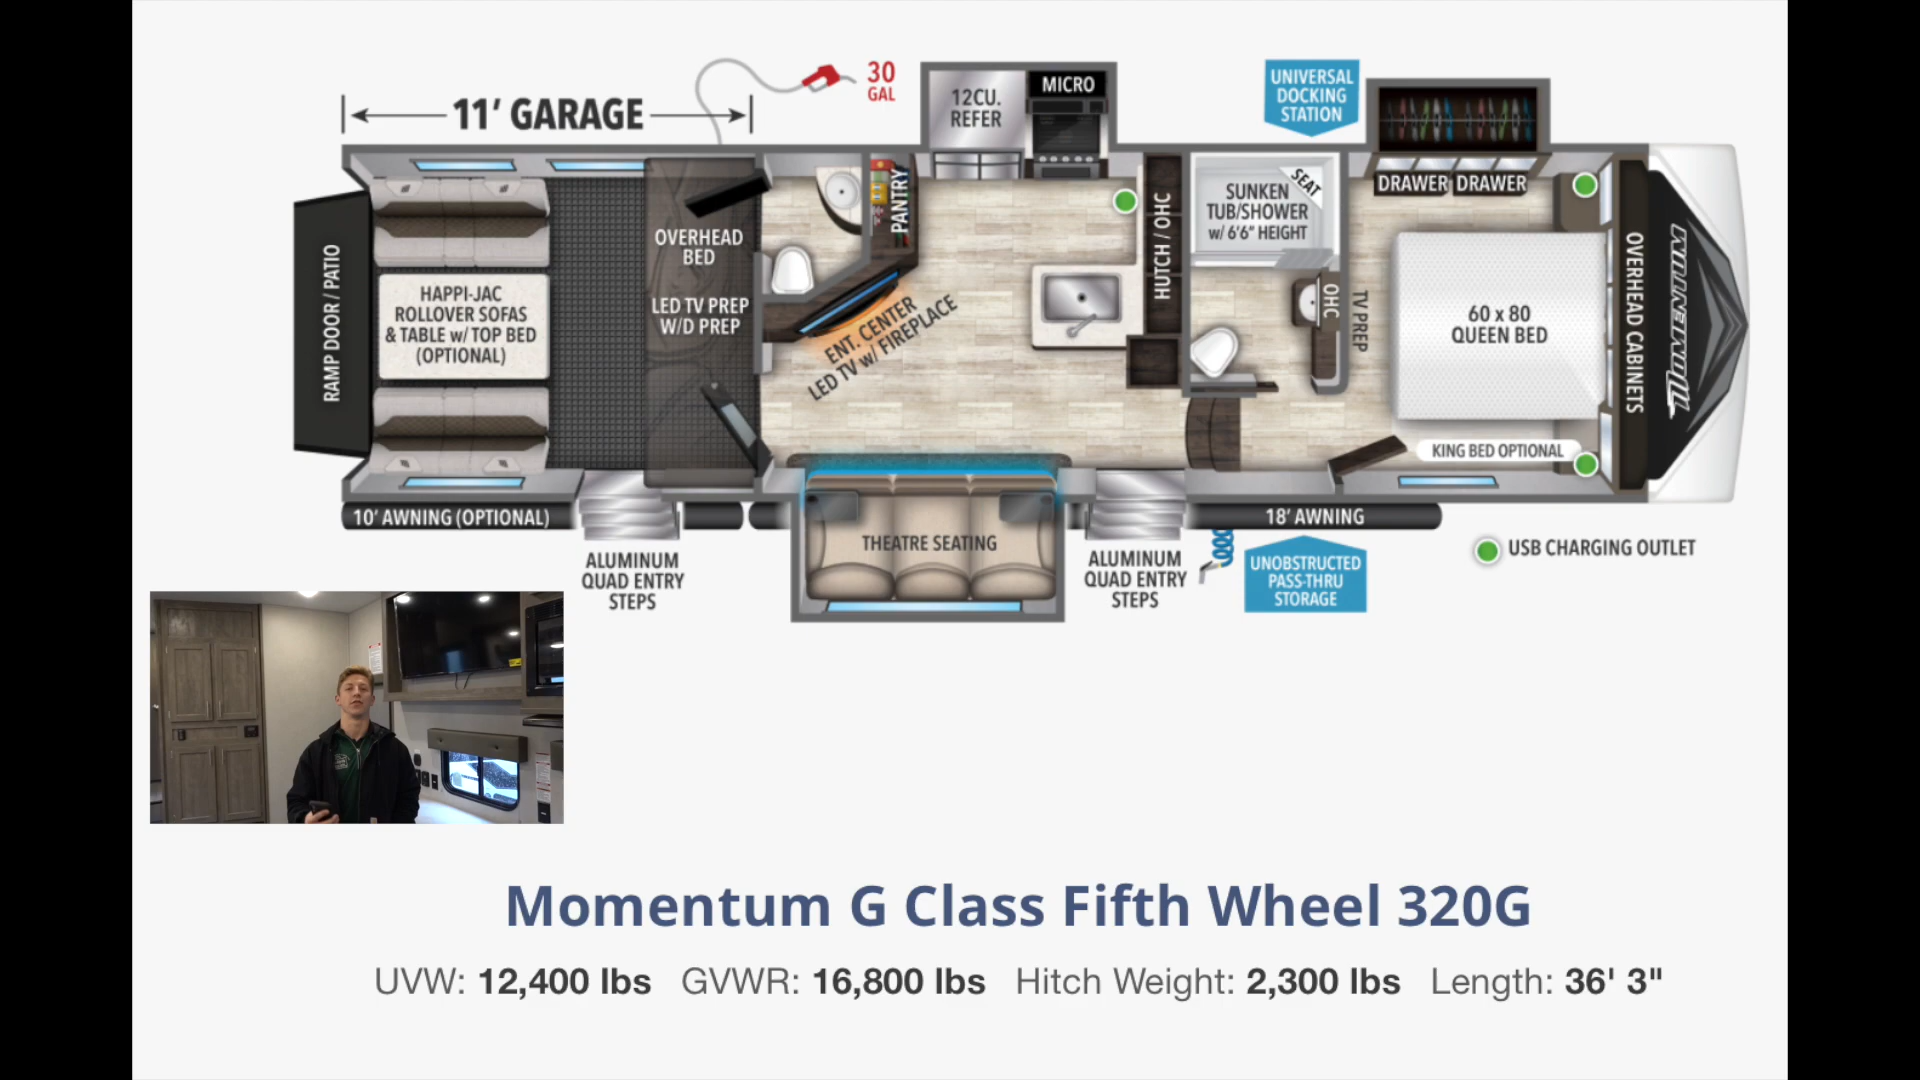 30
GAL
11' GARAGE
12CU.
REFER
MICRO
UNIVERSAL
DOCKING
STATION
PANTRY
HUTCH / OHC
SUNKEN
TUB/SHOWER
w/ 6'6" HEIGHT
SEAT
DRAWER DRAWER
OVERHEAD
BED
LED TV PREP
W/D PREP
RAMP DOOR / PATIO
HAPPI-JAC
ROLLOVER SOFAS
& TABLE w/ TOP BED
(OPTIONAL)
ENT. CENTER
LED TV w/ FIREPLACE
OHC
TV PREP
60 x 80
QUEEN BED
OVERHEAD CABINETS
MOMENTUM
KING BED OPTIONAL
10' AWNING (OPTIONAL)
18' AWNING
THEATRE SEATING
ALUMINUM
QUAD ENTRY
STEPS
ALUMINUM
QUAD ENTRY
STEPS
UNOBSTRUCTED
PASS-THRU
STORAGE
USB CHARGING OUTLET
Momentum G Class Fifth Wheel 320G
UVW: 12,400 lbs GVWR: 16,800 lbs Hitch Weight: 2,300 lbs Length: 36' 3"